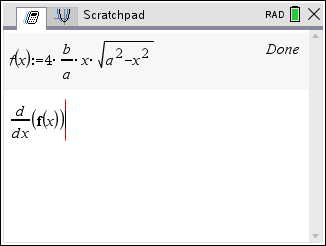 Scratchpad RAD
f(x):=4·b/a·x·√(a²−x²) Done
d/dx(f(x))